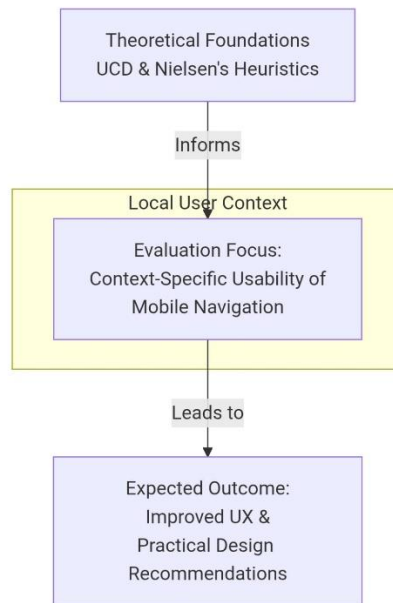 Theoretical Foundations
UCD & Nielsen's Heuristics
Informs
Local User Context
Evaluation Focus:
Context-Specific Usability of
Mobile Navigation
Leads to
Expected Outcome:
Improved UX &
Practical Design
Recommendations